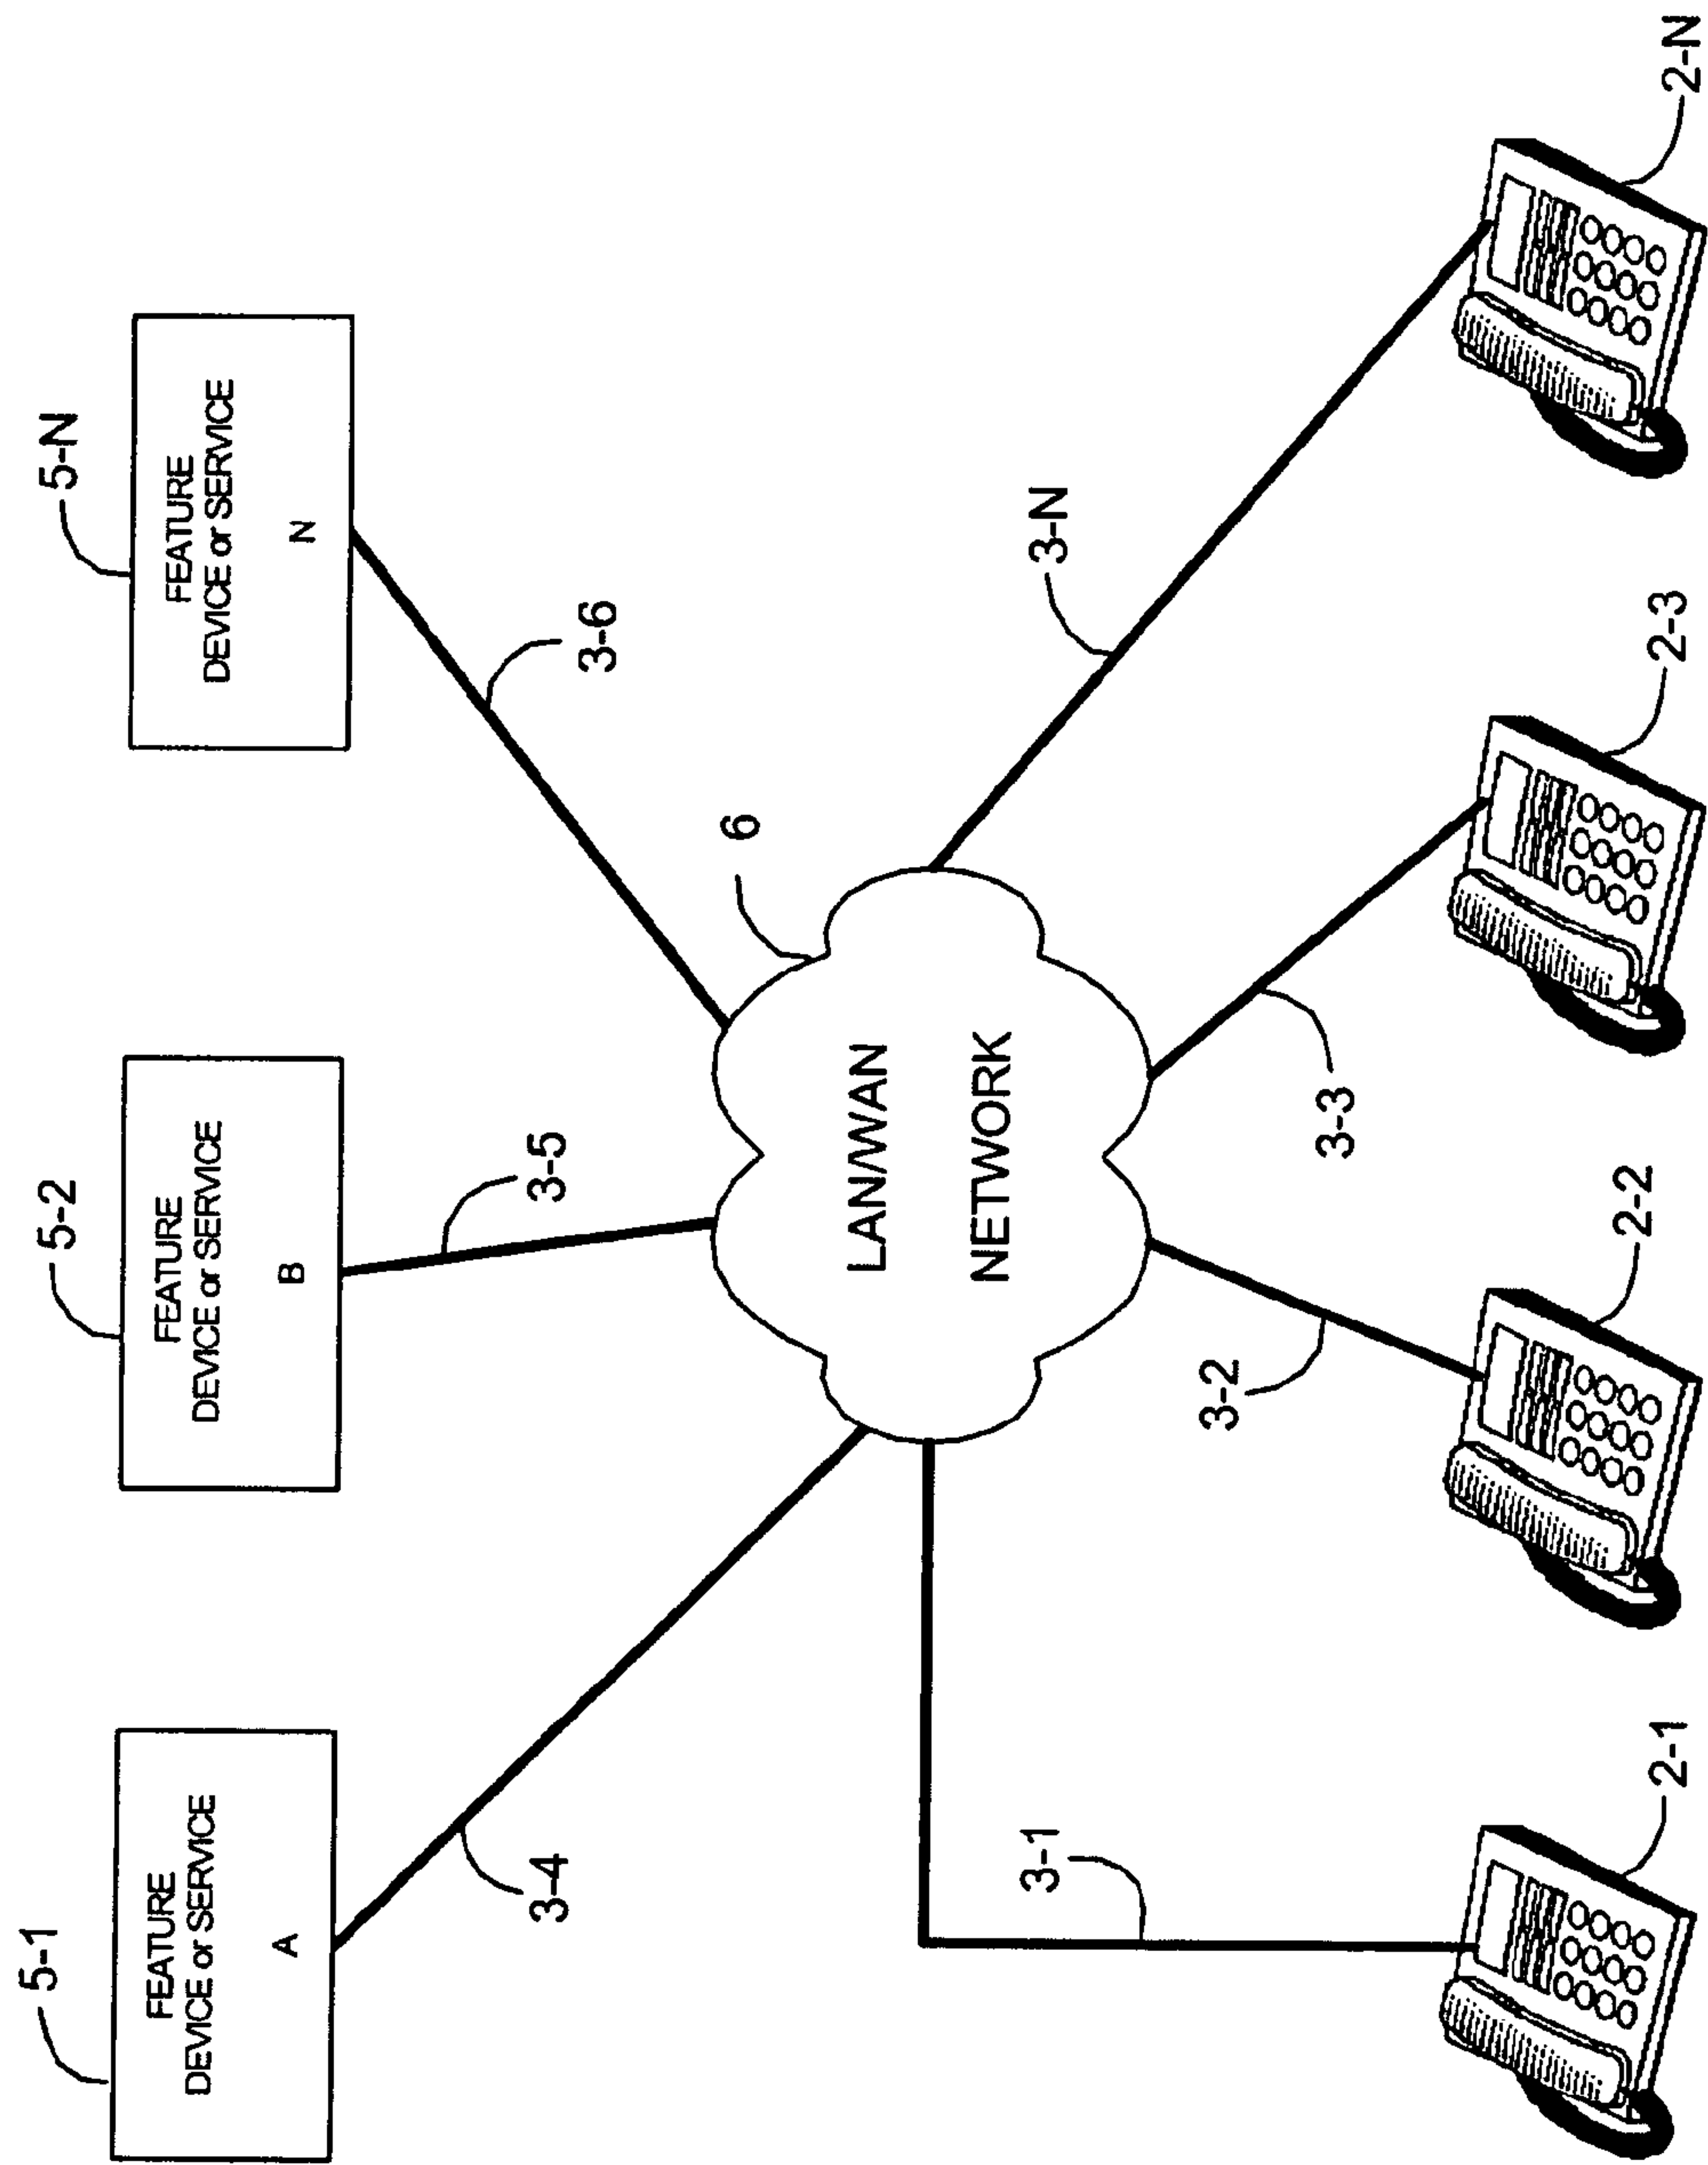 5-1
5-2
5-N
FEATURE
DEVICE or SERVICE
A
FEATURE
DEVICE or SERVICE
B
FEATURE
DEVICE or SERVICE
N
3-4
3-5
3-6
6
LAN/WAN
NETWORK
3-1
3-2
3-3
3-N
2-1
2-2
2-3
2-N